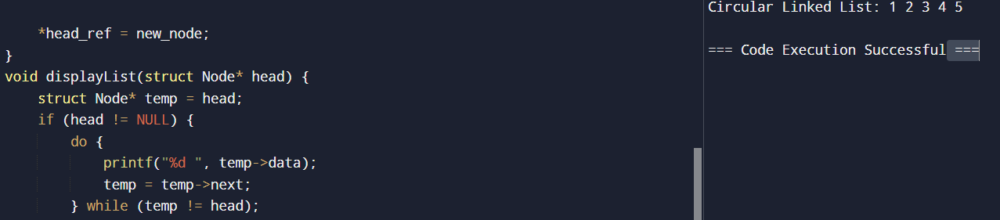 *head_ref = new_node;
}
void displayList(struct Node* head) {
struct Node* temp = head;
if (head != NULL) {
do {
printf("%d ", temp->data);
temp = temp->next;
} while (temp != head);
Circular Linked List: 1 2 3 4 5
=== Code Execution Successful ===